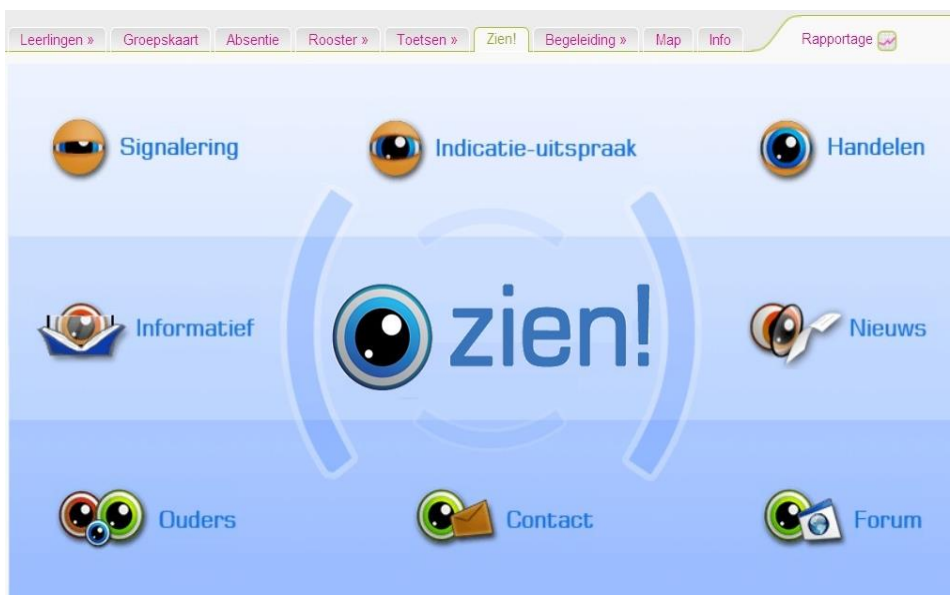 Leerlingen » Groepskaart Absentie Rooster » Toetsen » Zien! Begeleiding » Map Info Rapportage
Signalering Indicatie-uitspraak Handelen
Informatief zien! Nieuws
Ouders Contact Forum